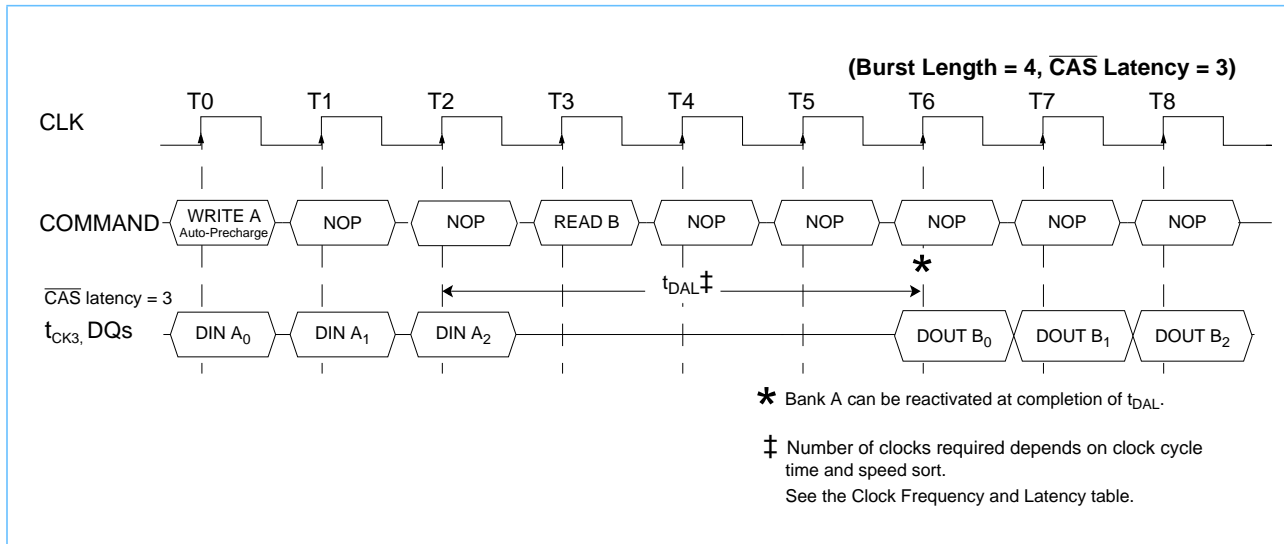 (Burst Length = 4, CAS Latency = 3)
T0 T1 T2 T3 T4 T5 T6 T7 T8
CLK
COMMAND
WRITE A NOP NOP READ B NOP NOP NOP NOP NOP
Auto-Precharge
*
tDAL‡
CAS latency = 3
tCK3, DQs
DIN A0 DIN A1 DIN A2 DOUT B0 DOUT B1 DOUT B2
* Bank A can be reactivated at completion of tDAL.
‡ Number of clocks required depends on clock cycle
time and speed sort.
See the Clock Frequency and Latency table.